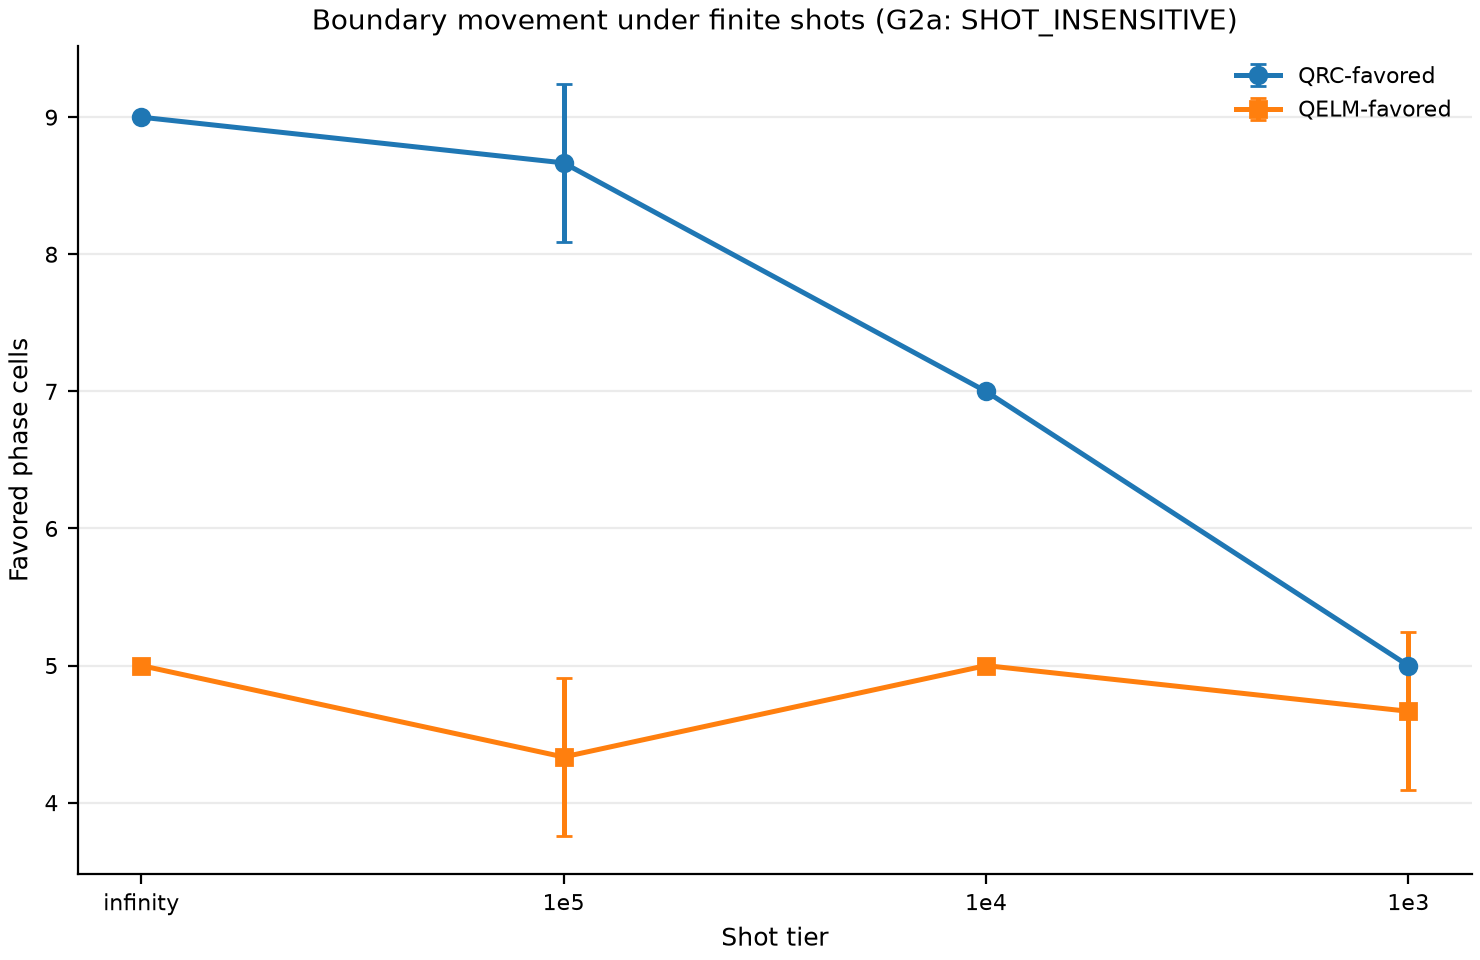 Boundary movement under finite shots (G2a: SHOT_INSENSITIVE)
QRC-favored
QELM-favored
9
8
7
6
5
4
Favored phase cells
infinity
1e5
1e4
1e3
Shot tier